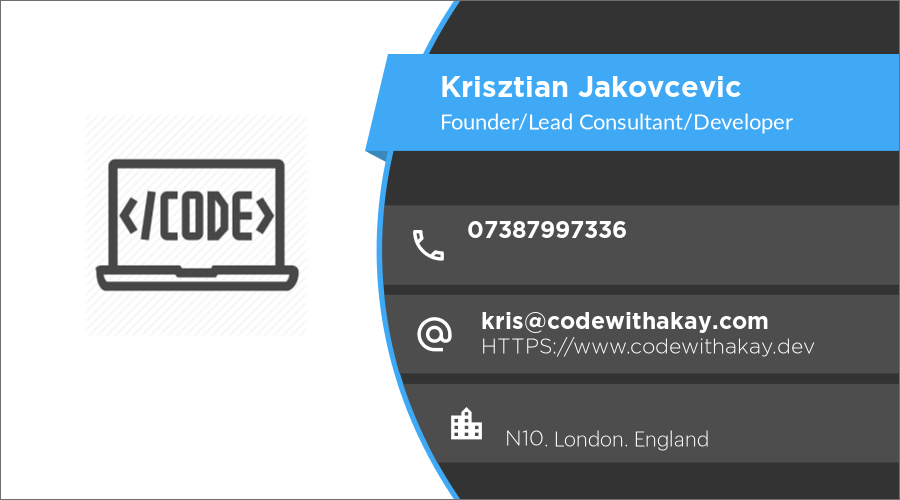 </CODE>
Krisztian Jakovcevic
Founder/Lead Consultant/Developer
07387997336
kris@codewithakay.com
HTTPS://www.codewithakay.dev
N10. London. England